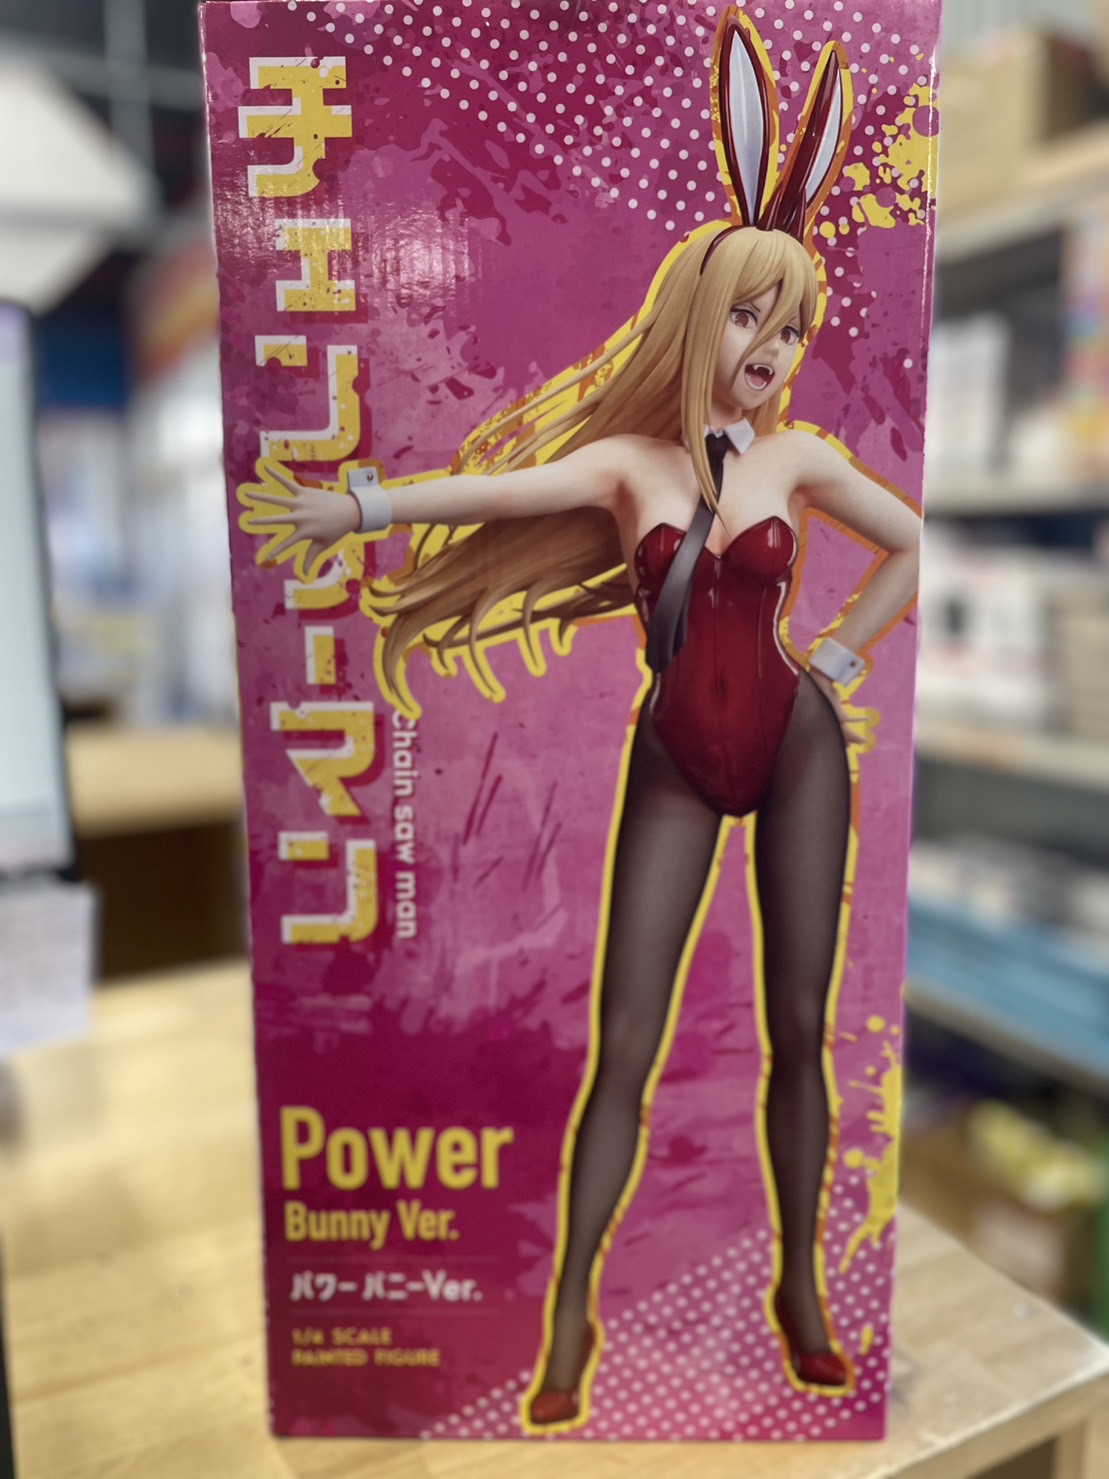 チェンソーマン
Chain saw man
Power
Bunny Ver.
パワー バニーVer.
1/4 SCALE
PAINTED FIGURE